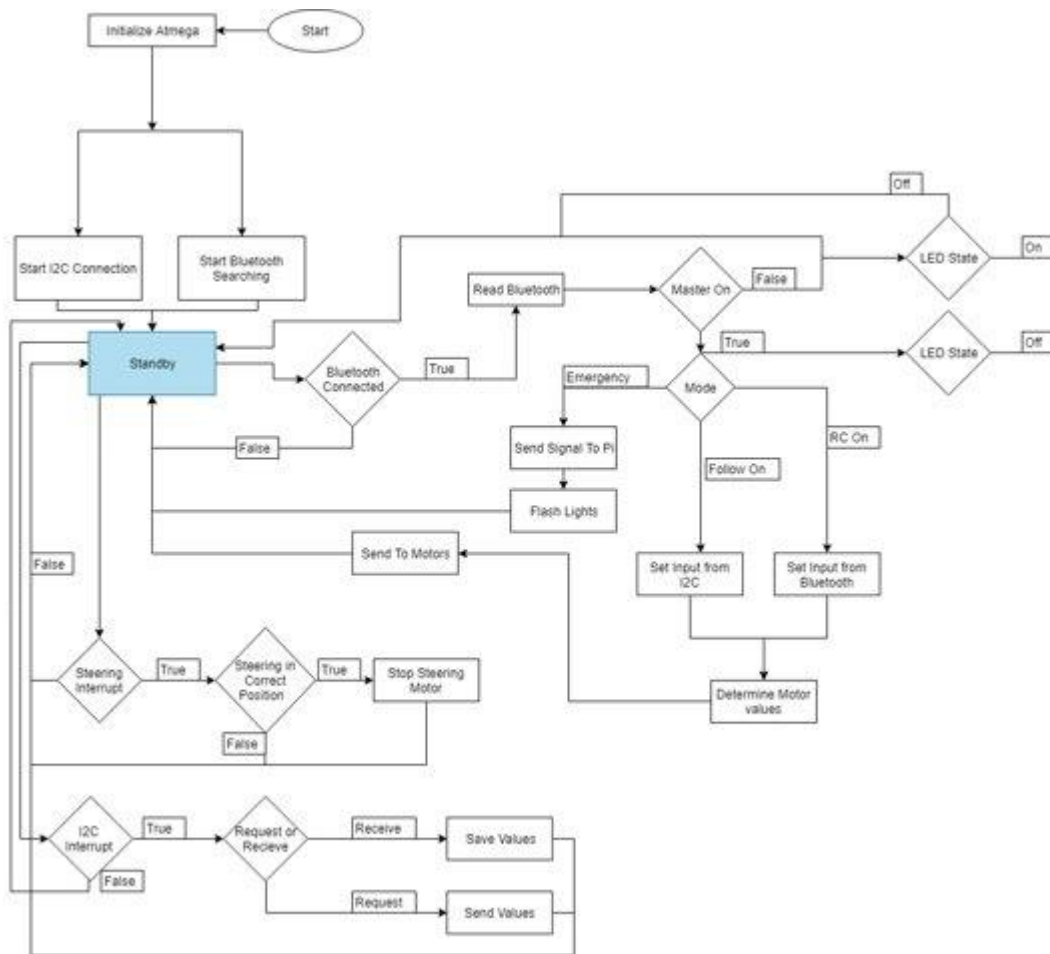 Initialize Atmega
Start
Start I2C Connection
Start Bluetooth
Searching
Off
LED State
On
Read Bluetooth
Master On
False
Standby
Bluetooth
Connected
True
True
LED State
Off
Emergency
Mode
False
Send Signal To Pi
RC On
Follow On
Flash Lights
False
Send To Motors
Set Input from
I2C
Set Input from
Bluetooth
Steering
Interrupt
True
Steering in
Correct
Position
True
Stop Steering
Motor
Determine Motor
values
False
I2C
Interrupt
True
Request or
Recieve
Receive
Save Values
False
Request
Send Values